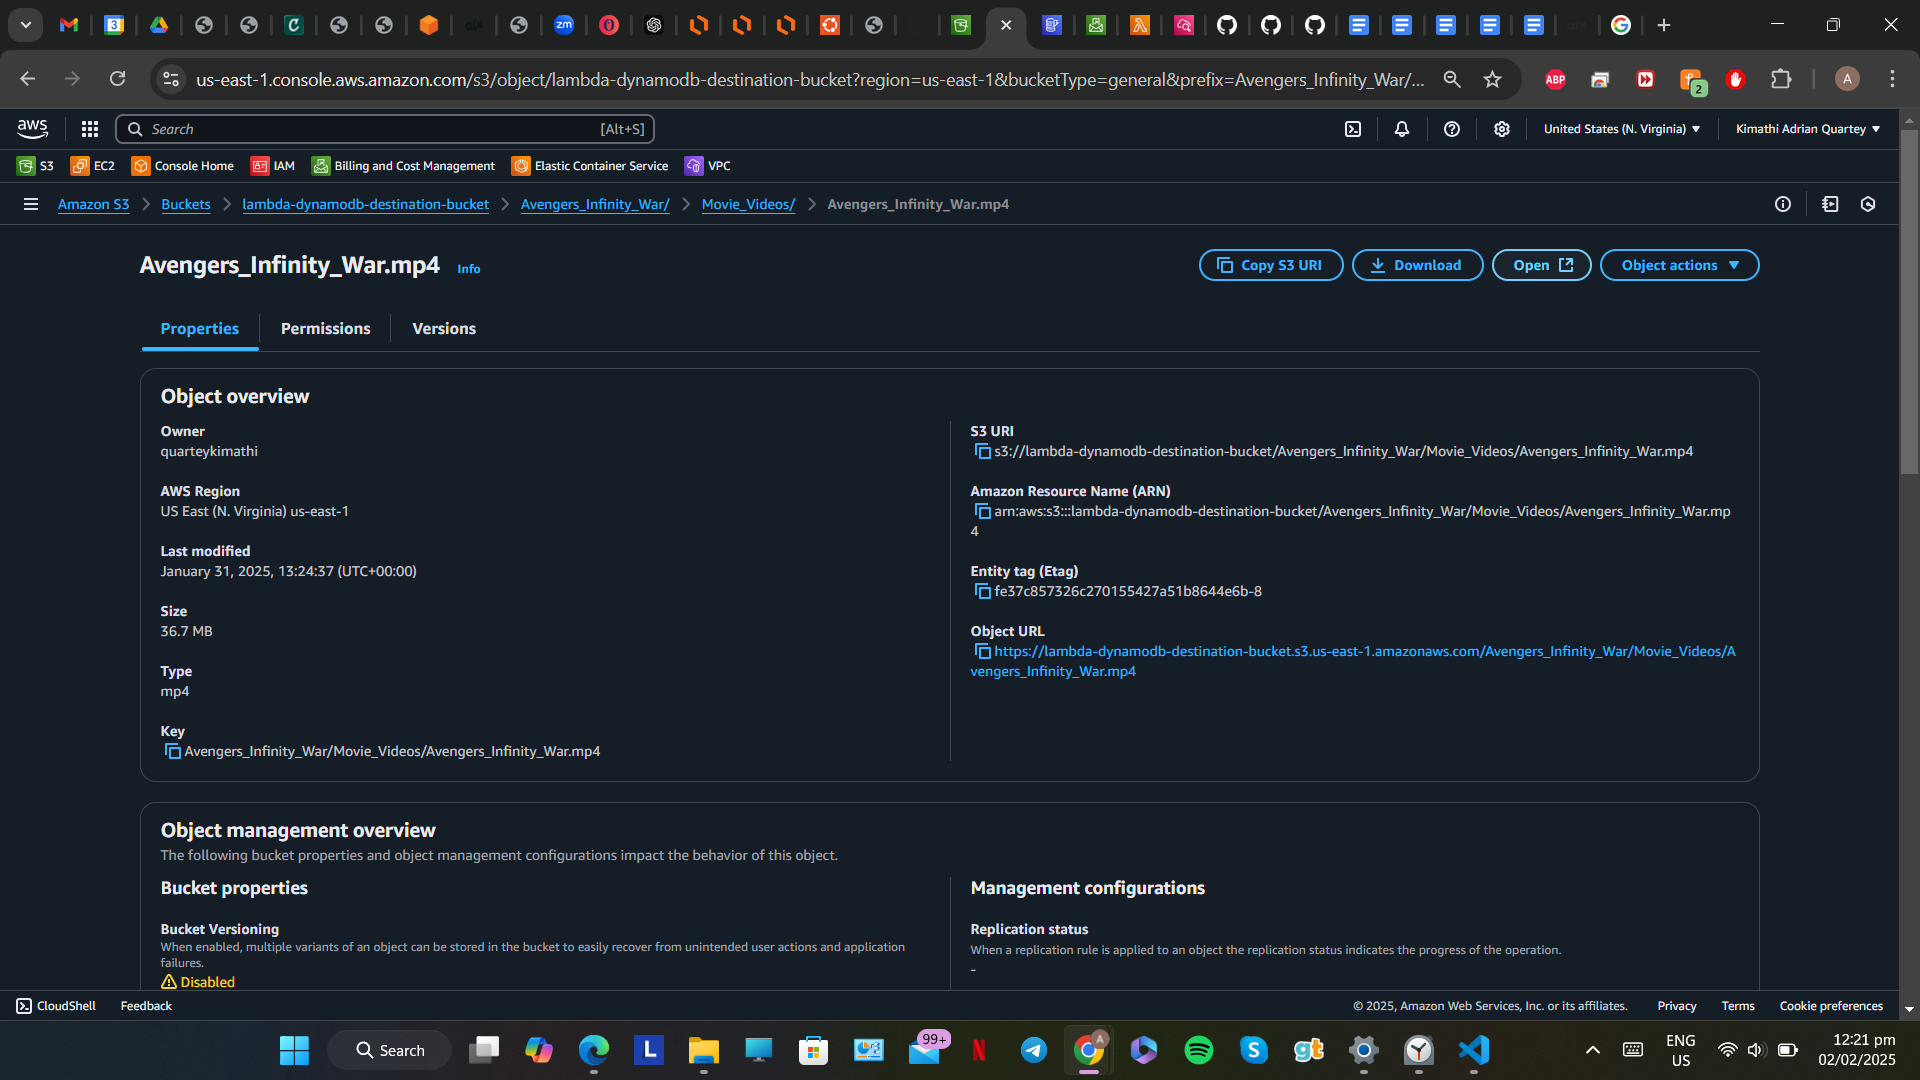 us-east-1.console.aws.amazon.com/s3/object/lambda-dynamodb-destination-bucket?region=us-east-1&bucketType=general&prefix=Avengers_Infinity_War/...
ABP
2
A
aws
Search
[Alt+S]
United States (N. Virginia)
Kimathi Adrian Quartey
S3
EC2
Console Home
IAM
Billing and Cost Management
Elastic Container Service
VPC
Amazon S3
Buckets
lambda-dynamodb-destination-bucket
Avengers_Infinity_War/
Movie_Videos/
Avengers_Infinity_War.mp4
Avengers_Infinity_War.mp4
Info
Copy S3 URI
Download
Open
Object actions
Properties
Permissions
Versions
Object overview
Owner
quarteykimathi
AWS Region
US East (N. Virginia) us-east-1
Last modified
January 31, 2025, 13:24:37 (UTC+00:00)
Size
36.7 MB
Type
mp4
Key
Avengers_Infinity_War/Movie_Videos/Avengers_Infinity_War.mp4
S3 URI
s3://lambda-dynamodb-destination-bucket/Avengers_Infinity_War/Movie_Videos/Avengers_Infinity_War.mp4
Amazon Resource Name (ARN)
arn:aws:s3:::lambda-dynamodb-destination-bucket/Avengers_Infinity_War/Movie_Videos/Avengers_Infinity_War.mp
4
Entity tag (Etag)
fe37c857326c270155427a51b8644e6b-8
Object URL
https://lambda-dynamodb-destination-bucket.s3.us-east-1.amazonaws.com/Avengers_Infinity_War/Movie_Videos/A
vengers_Infinity_War.mp4
Object management overview
The following bucket properties and object management configurations impact the behavior of this object.
Bucket properties
Bucket Versioning
When enabled, multiple variants of an object can be stored in the bucket to easily recover from unintended user actions and application
failures.
Disabled
Management configurations
Replication status
When a replication rule is applied to an object the replication status indicates the progress of the operation.
-
CloudShell
Feedback
© 2025, Amazon Web Services, Inc. or its affiliates.
Privacy
Terms
Cookie preferences
Search
L
99+
N
A
S
gt
ENG
US
12:21 pm
02/02/2025